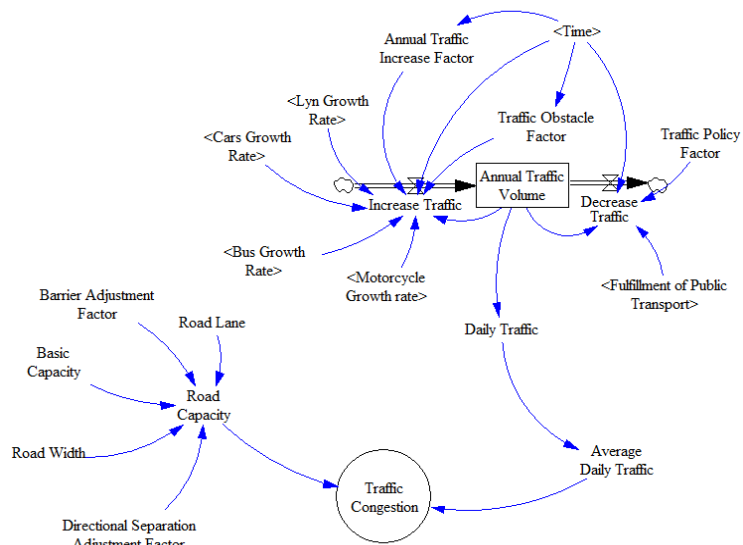 Annual Traffic
Increase Factor
<Time>
<Lyn Growth
Rate>
<Cars Growth
Rate>
Traffic Obstacle
Factor
Traffic Policy
Factor
Annual Traffic
Volume
Increase Traffic
Decrease
Traffic
<Bus Growth
Rate>
<Motorcycle
Growth rate>
<Fulfillment of Public
Transport>
Barrier Adjustment
Factor
Road Lane
Daily Traffic
Basic
Capacity
Road
Capacity
Road Width
Average
Daily Traffic
Traffic
Congestion
Directional Separation
Adjustment Factor